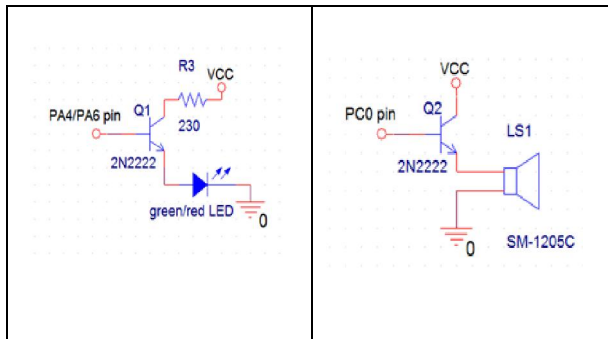 R3
VCC
PA4/PA6 pin
Q1
230
2N2222
green/red LED
0
VCC
PC0 pin
Q2
LS1
2N2222
0
SM-1205C